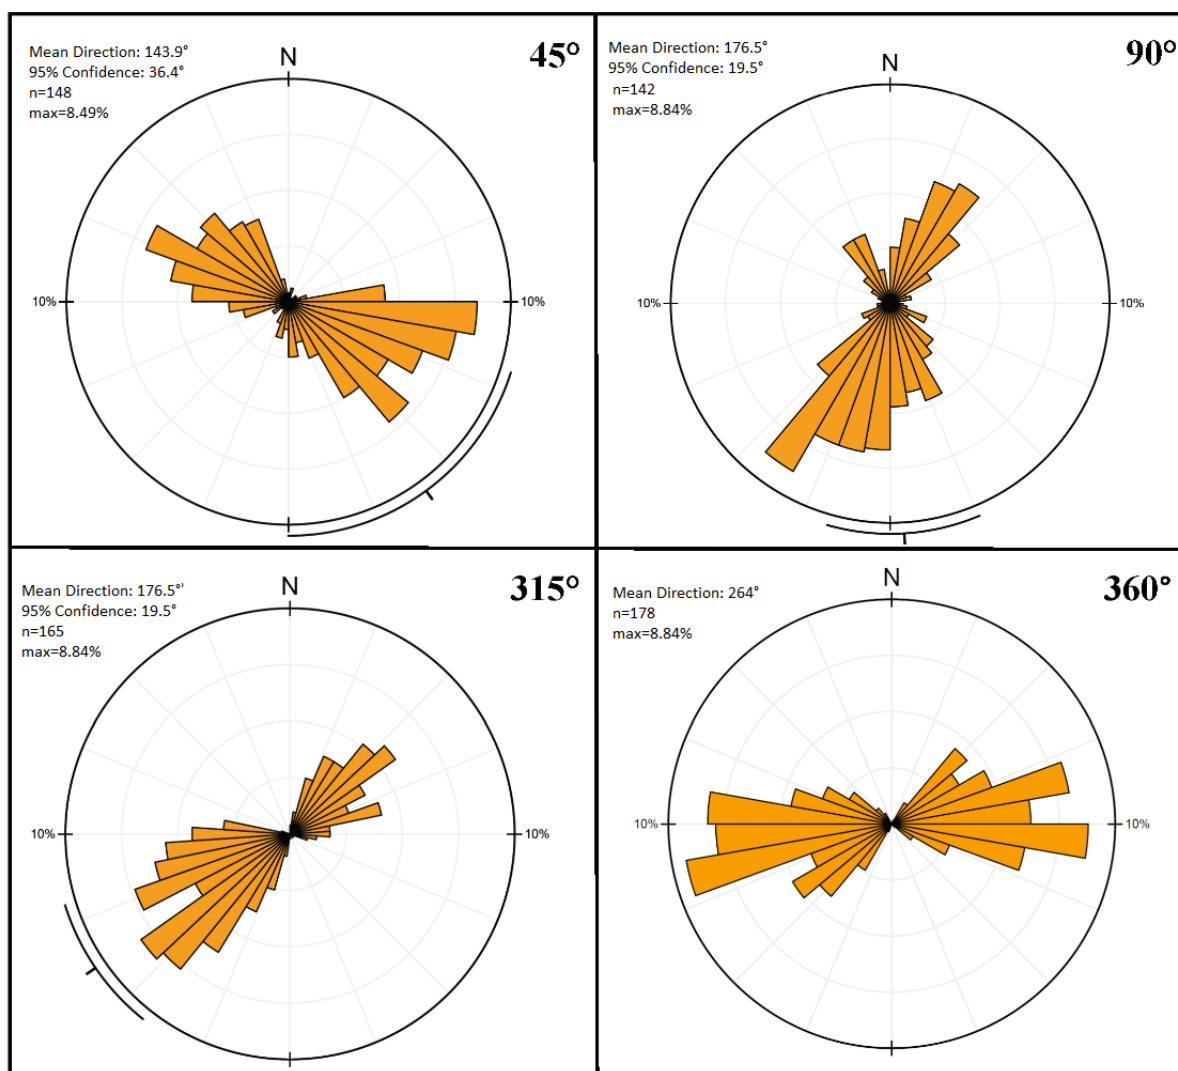 Mean Direction: 143.9°
95% Confidence: 36.4°
n=148
max=8.49%
45°
N
10%
10%
Mean Direction: 176.5°
95% Confidence: 19.5°
n=142
max=8.84%
90°
N
10%
10%
Mean Direction: 176.5°'
95% Confidence: 19.5°
n=165
max=8.84%
315°
N
10%
10%
Mean Direction: 264°
n=178
max=8.84%
360°
N
10%
10%